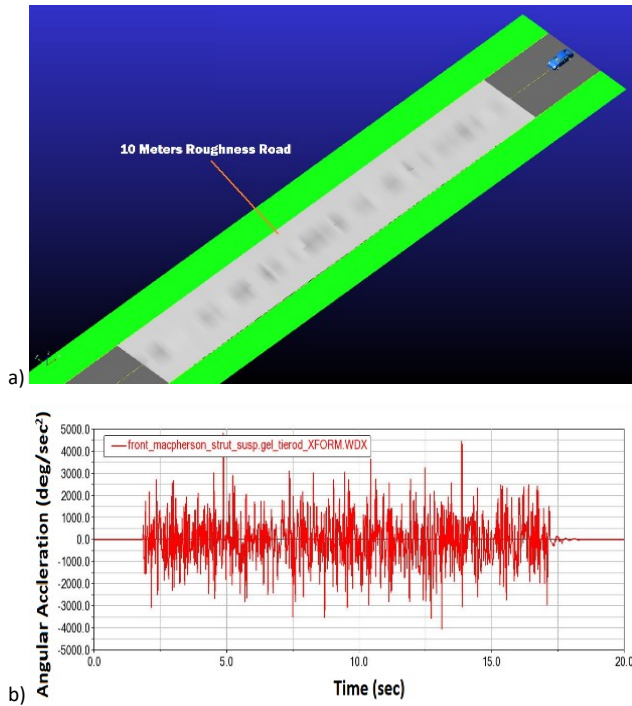 10 Meters Roughness Road
a)
5000.0
4000.0
3000.0
2000.0
1000.0
0.0
-1000.0
-2000.0
-3000.0
-4000.0
-5000.0
front_macpherson_strut_susp.gel_tierod_XFORM.WDX
Angular Accleration (deg/sec²)
0.0 5.0 10.0 15.0 20.0
Time (sec)
b)